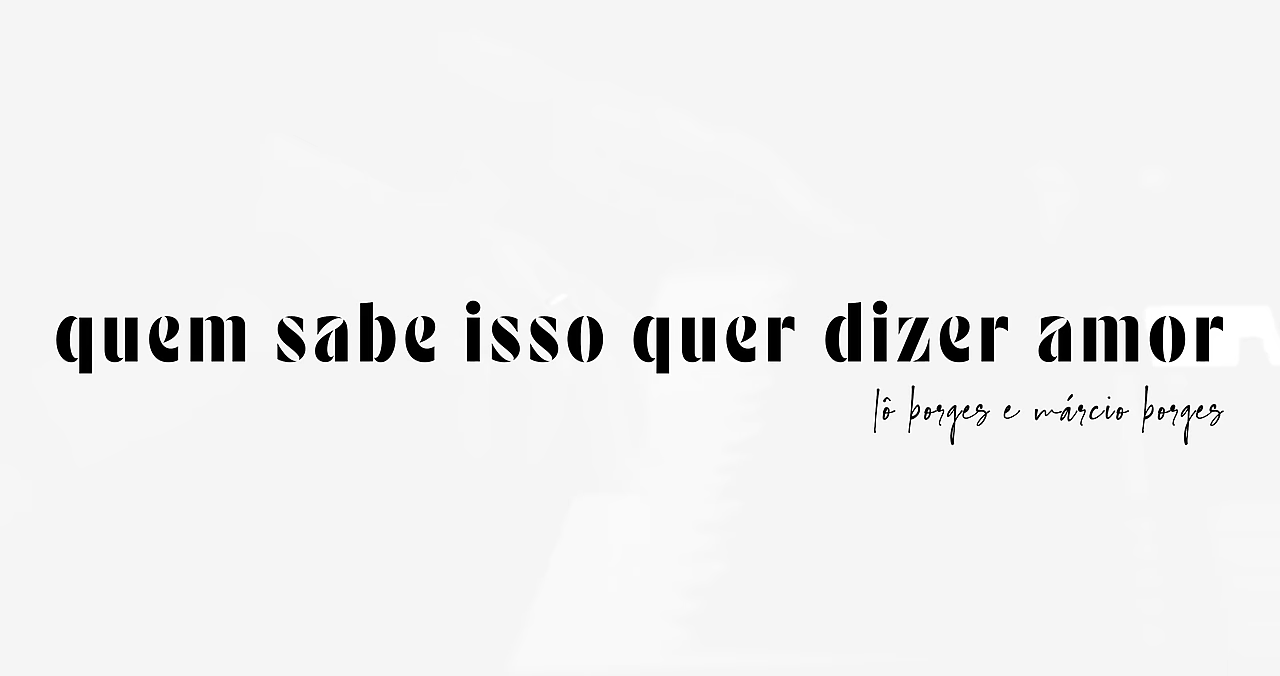 quem sabe isso quer dizer amor
lô borges e márcio borges